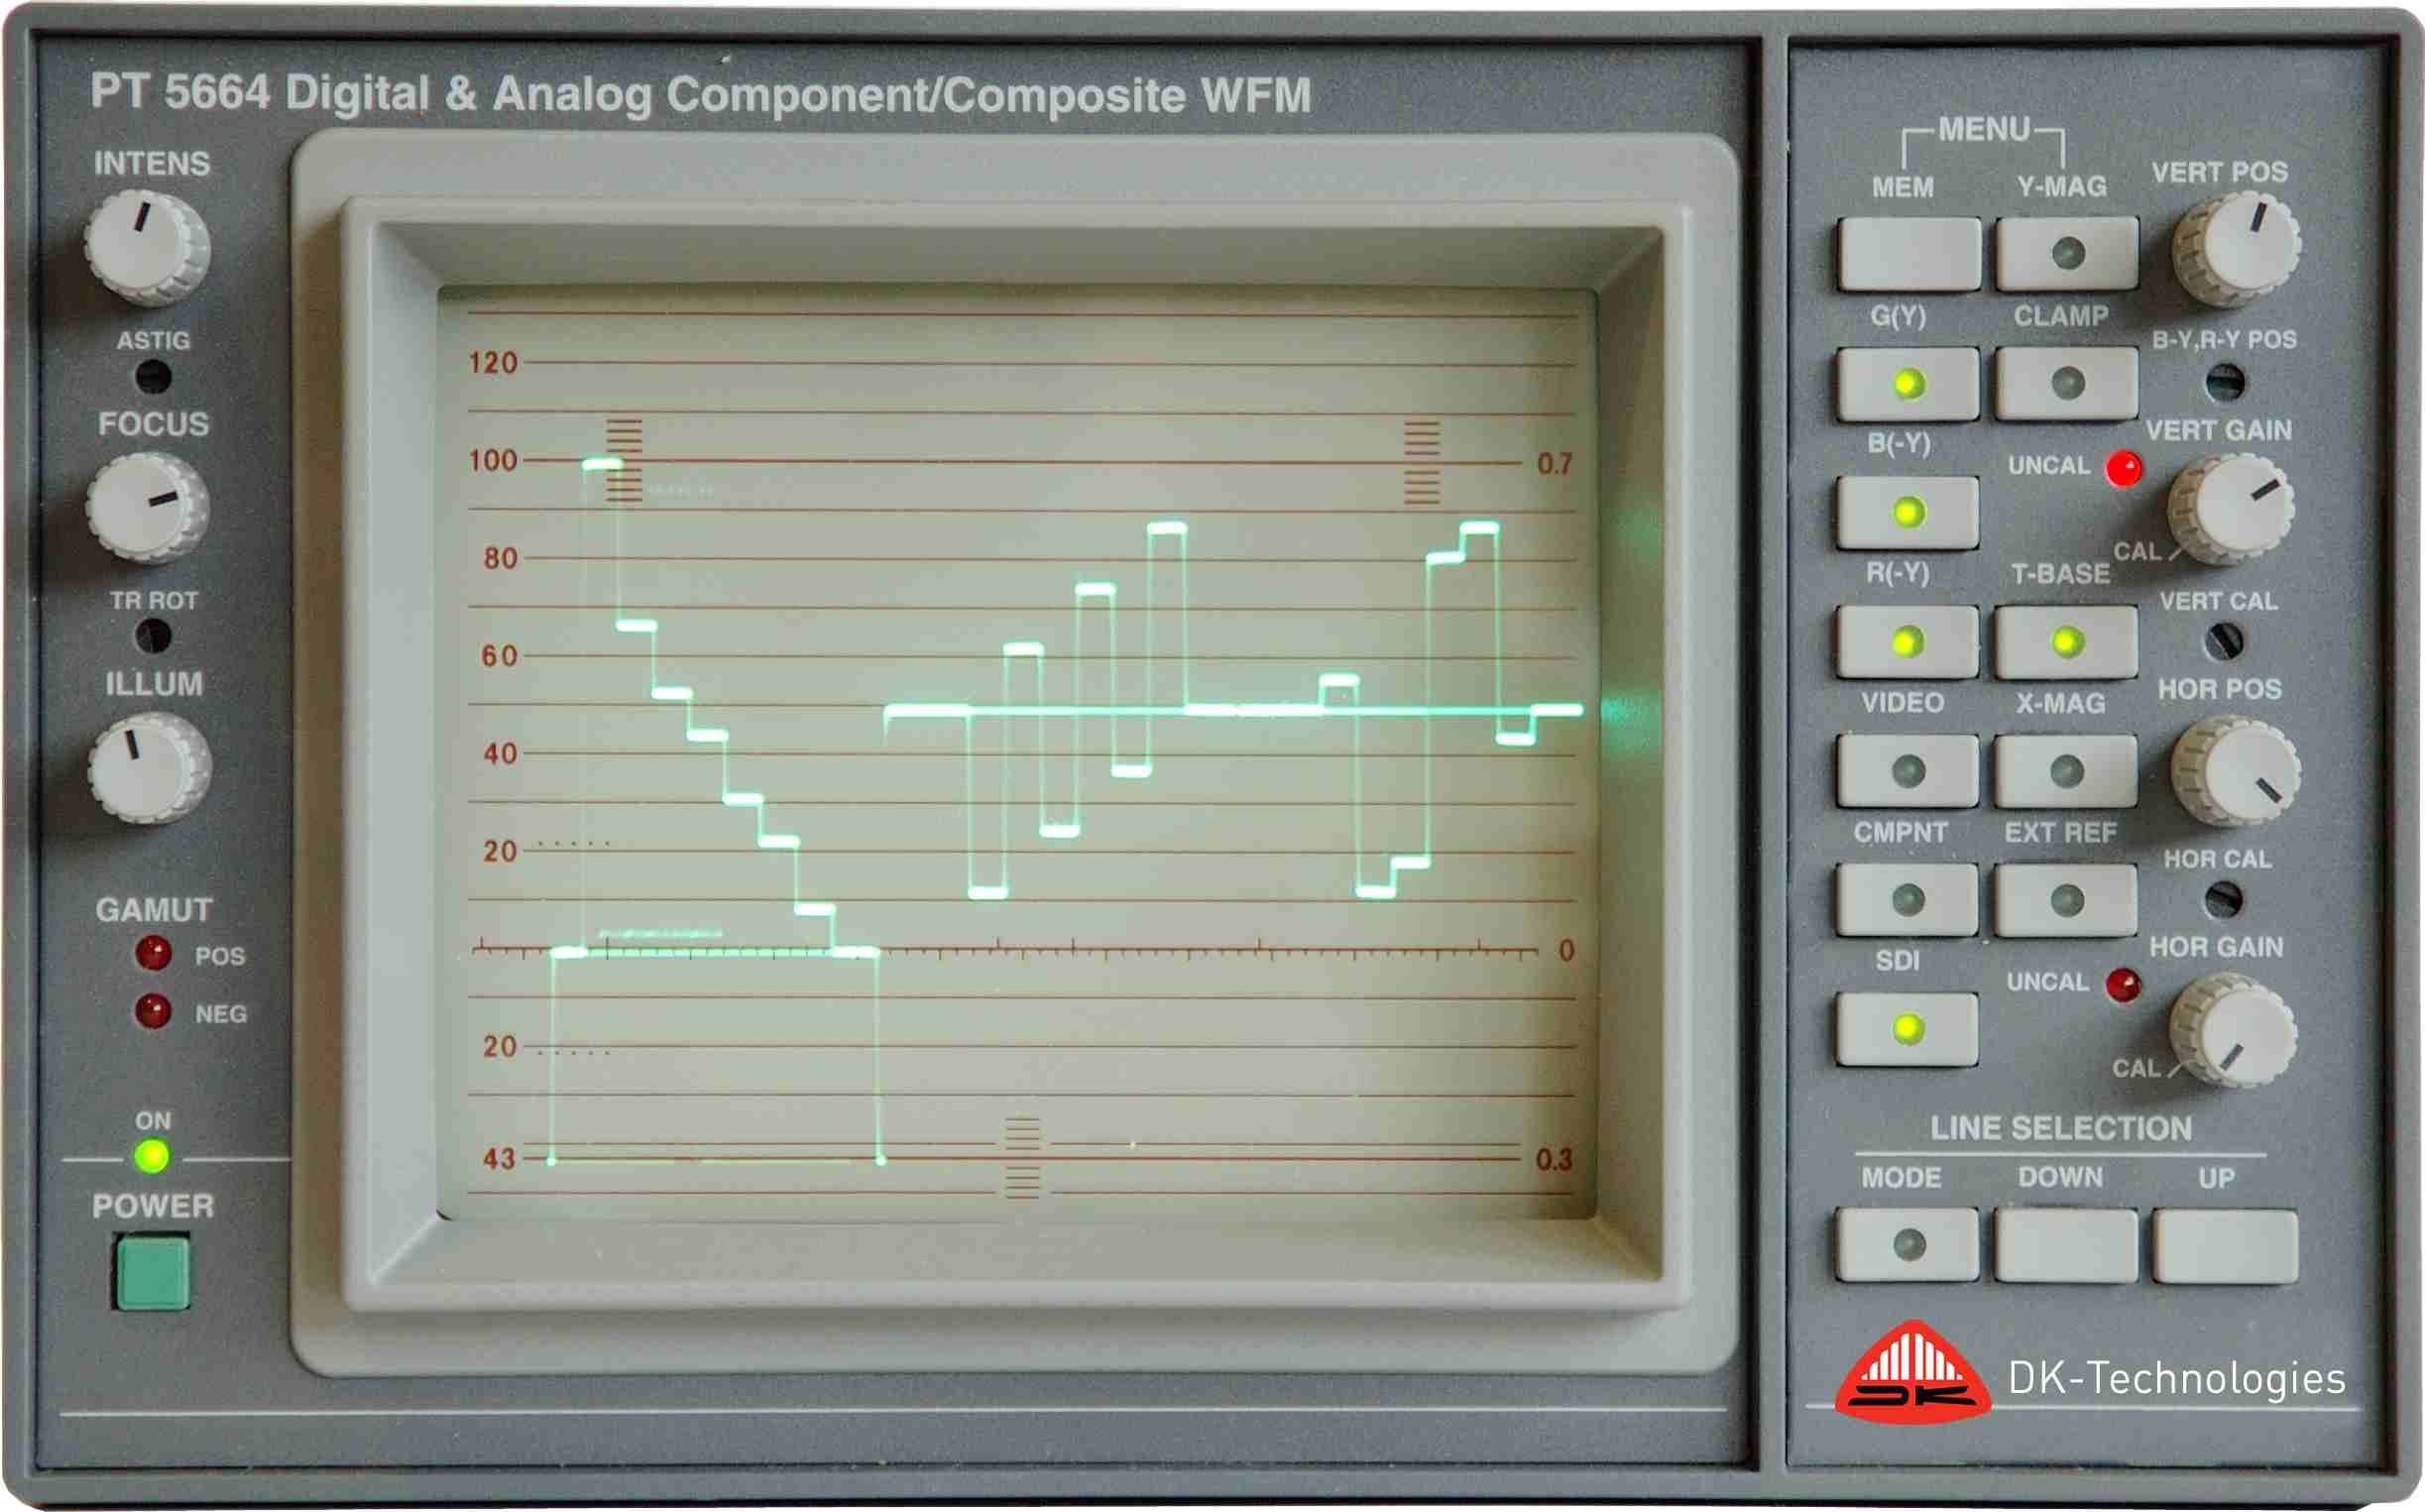 PT 5664 Digital & Analog Component/Composite WFM
INTENS
ASTIG
FOCUS
TR ROT
ILLUM
GAMUT
POS
NEG
ON
POWER
120
100
0.7
80
60
40
20
0
20
43
0.3
MENU
MEM
Y-MAG
VERT POS
G(Y)
CLAMP
B-Y,R-Y POS
B(-Y)
VERT GAIN
UNCAL
CAL
R(-Y)
T-BASE
VERT CAL
VIDEO
X-MAG
HOR POS
CMPNT
EXT REF
HOR CAL
SDI
HOR GAIN
UNCAL
CAL
LINE SELECTION
MODE
DOWN
UP
DK
DK-Technologies